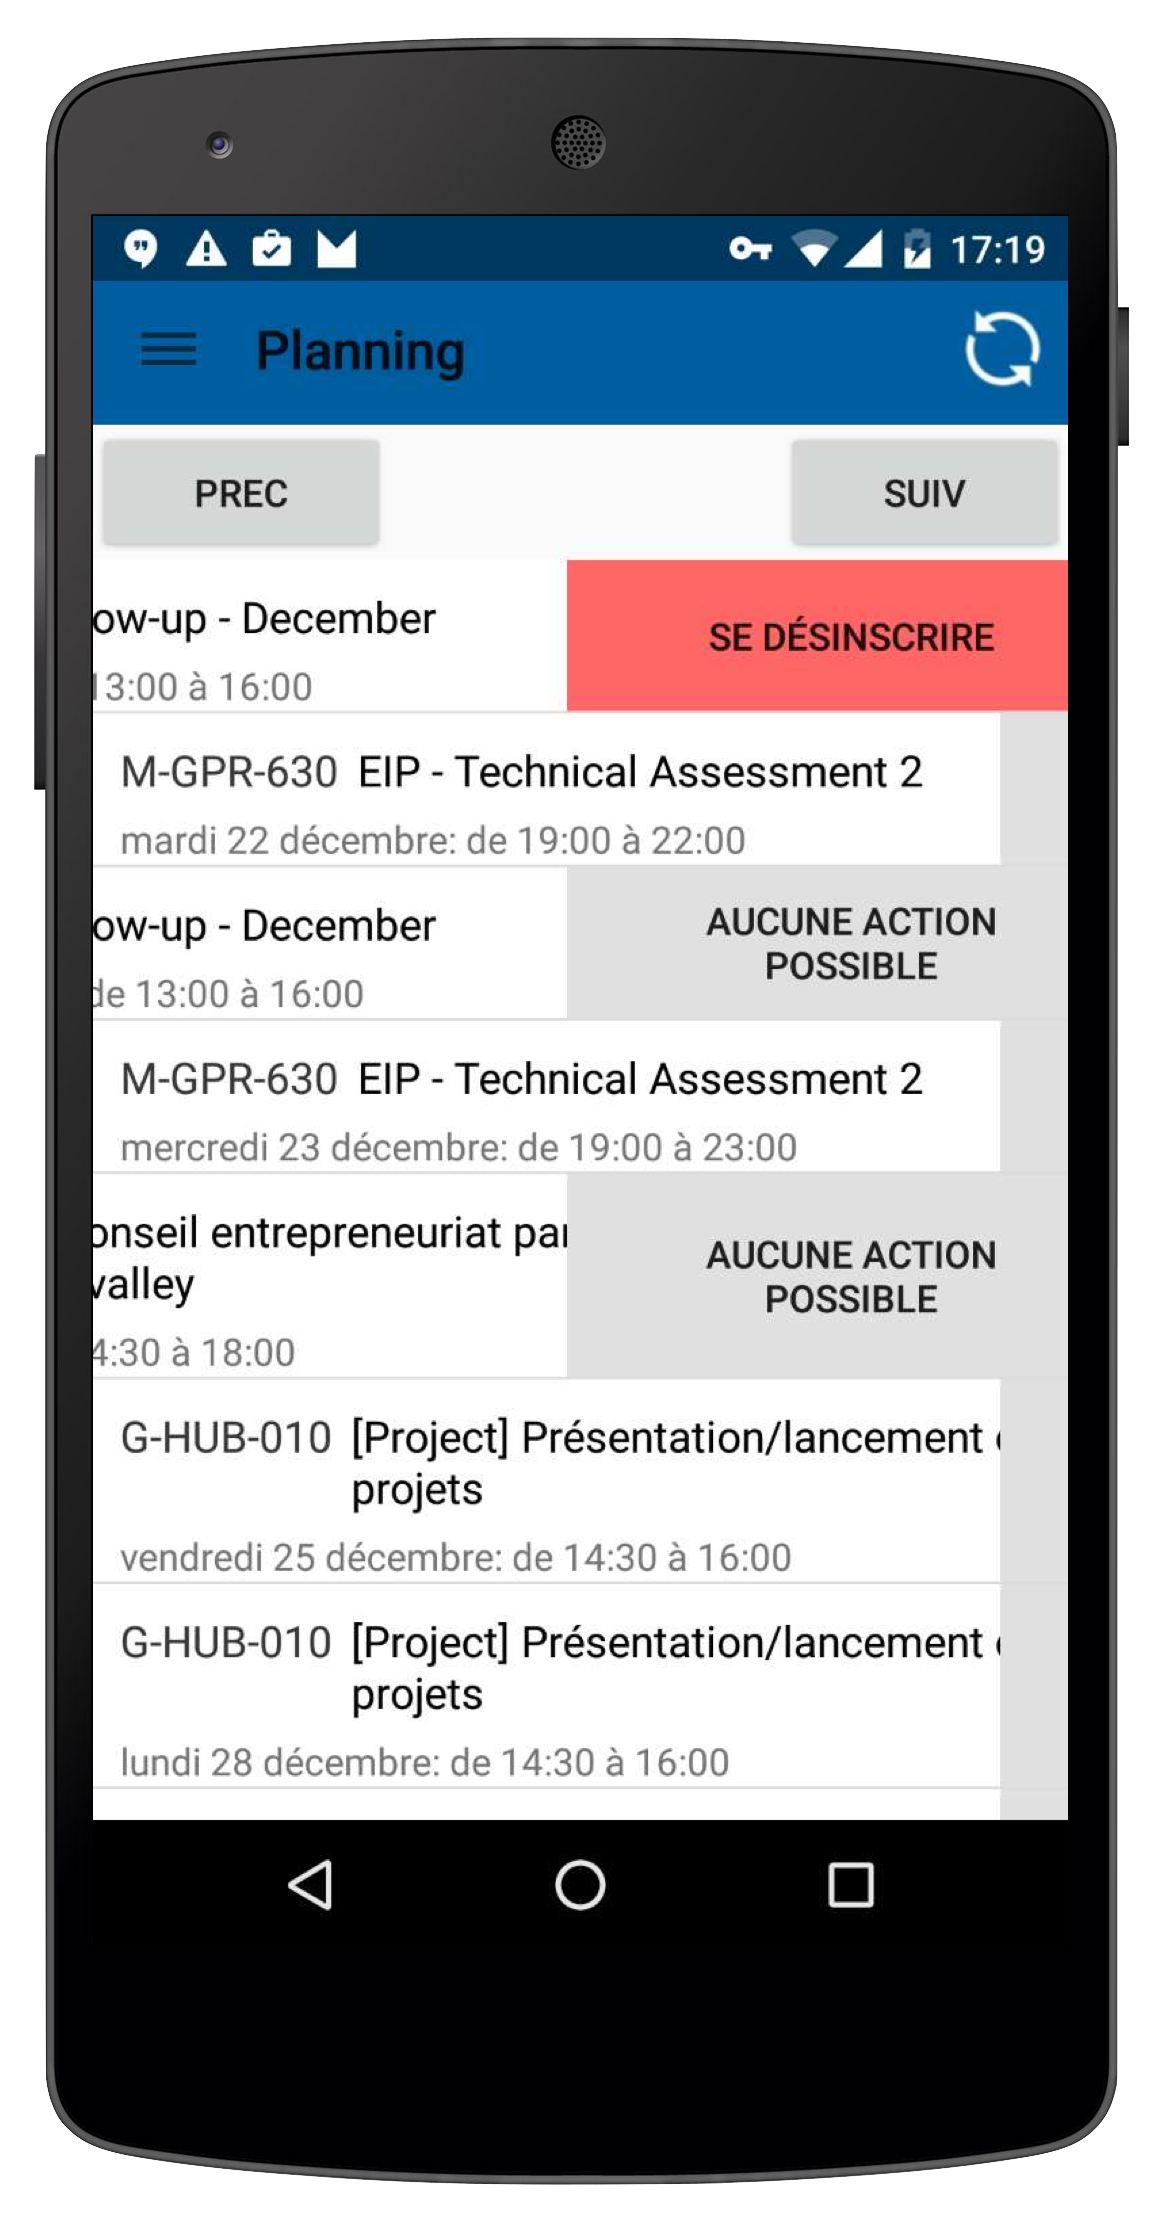 17:19
Planning
PREC
SUIV
ow-up - December
13:00 à 16:00
SE DÉSINSCRIRE
M-GPR-630 EIP - Technical Assessment 2
mardi 22 décembre: de 19:00 à 22:00
ow-up - December
de 13:00 à 16:00
AUCUNE ACTION
POSSIBLE
M-GPR-630 EIP - Technical Assessment 2
mercredi 23 décembre: de 19:00 à 23:00
onseil entrepreneuriat par
valley
4:30 à 18:00
AUCUNE ACTION
POSSIBLE
G-HUB-010 [Project] Présentation/lancement
projets
vendredi 25 décembre: de 14:30 à 16:00
G-HUB-010 [Project] Présentation/lancement
projets
lundi 28 décembre: de 14:30 à 16:00